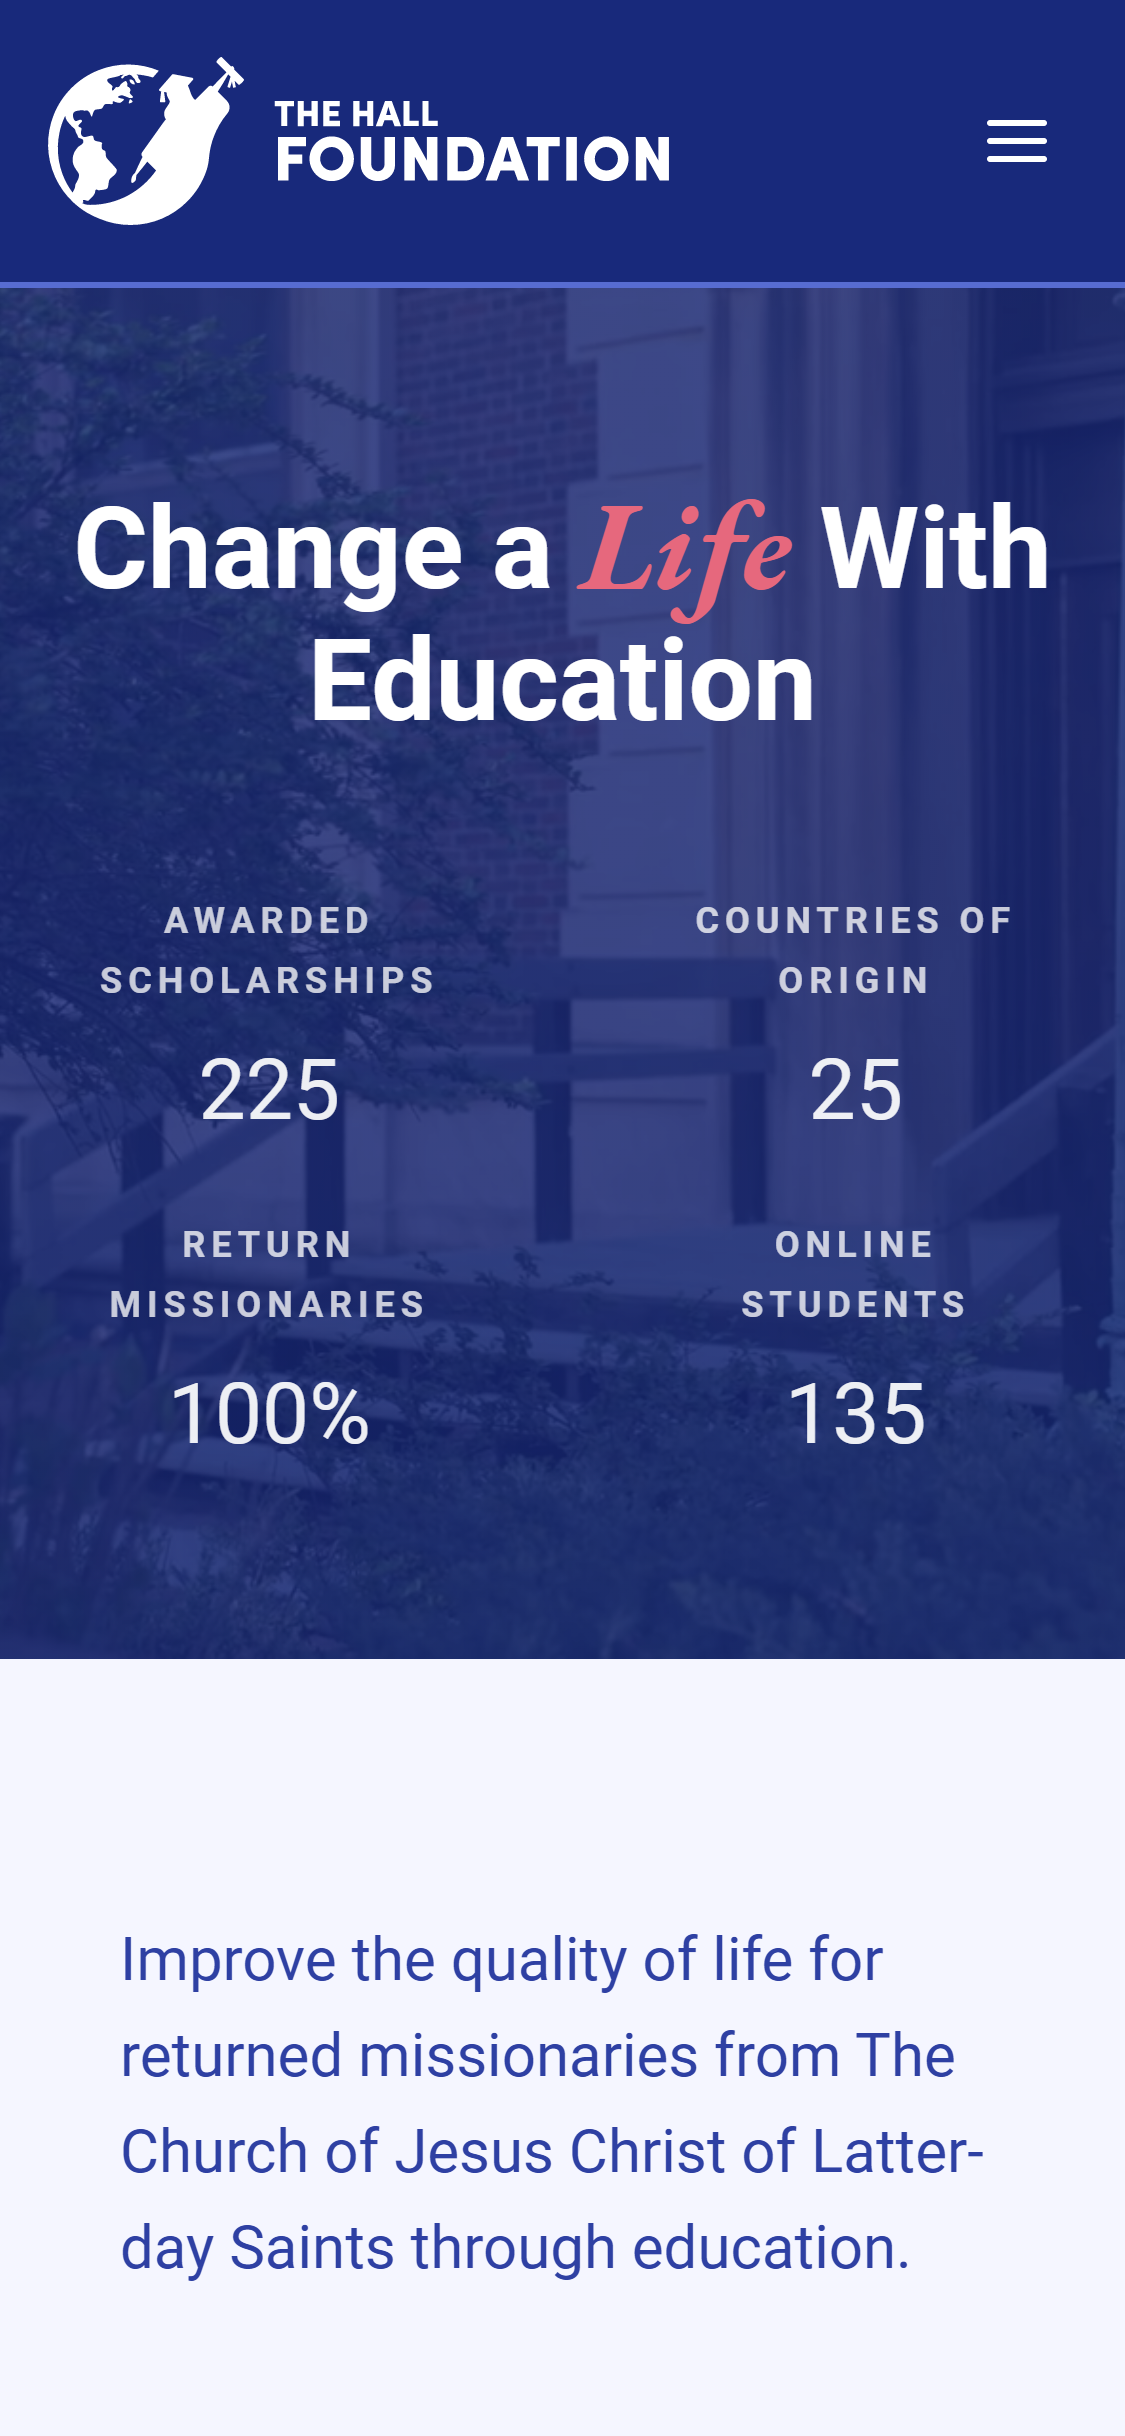 THE HALL
FOUNDATION
Change a Life With
Education
AWARDED
SCHOLARSHIPS
225
COUNTRIES OF
ORIGIN
25
RETURN
MISSIONARIES
100%
ONLINE
STUDENTS
135
Improve the quality of life for
returned missionaries from The
Church of Jesus Christ of Latter-
day Saints through education.